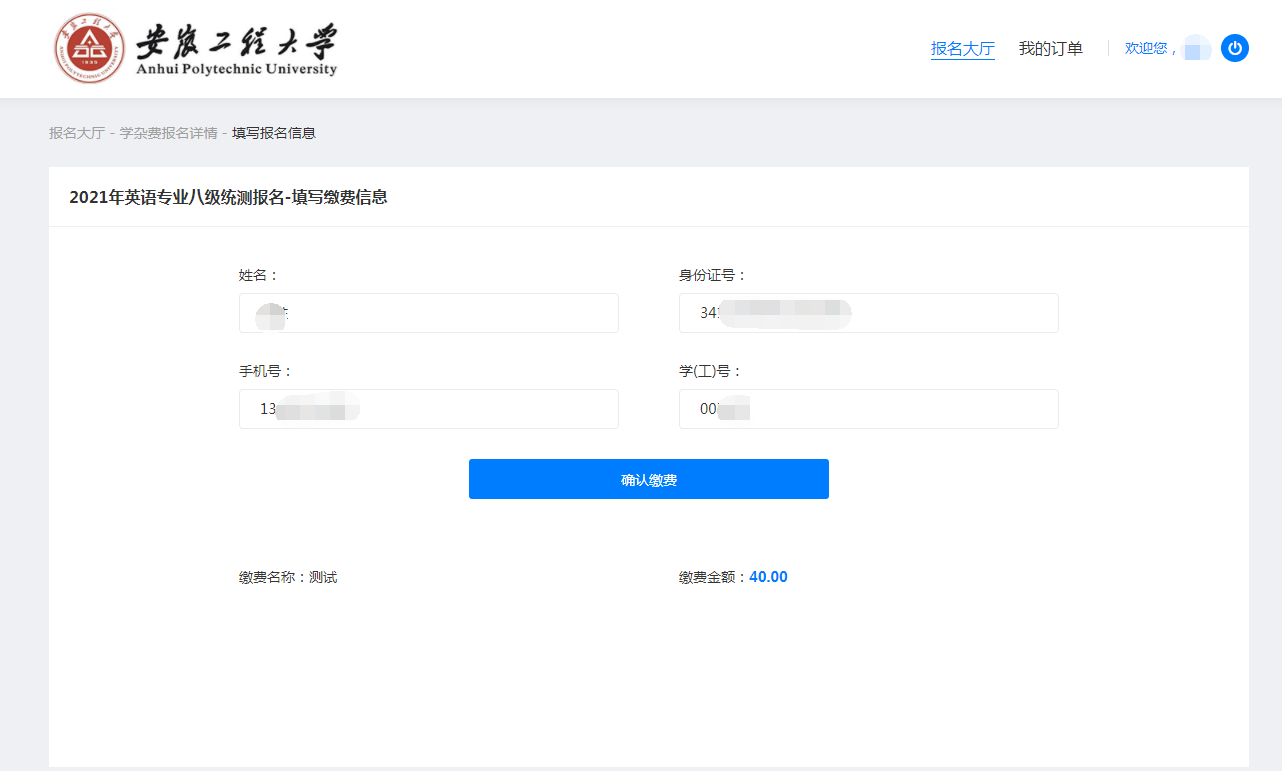 安徽工程大学
Anhui Polytechnic University
报名大厅 我的订单 欢迎您，
报名大厅 - 学杂费报名详情 - 填写报名信息
2021年英语专业八级统测报名-填写缴费信息
姓名： 身份证号：
34
手机号： 学(工)号：
13 00
确认缴费
缴费名称：测试 缴费金额：40.00